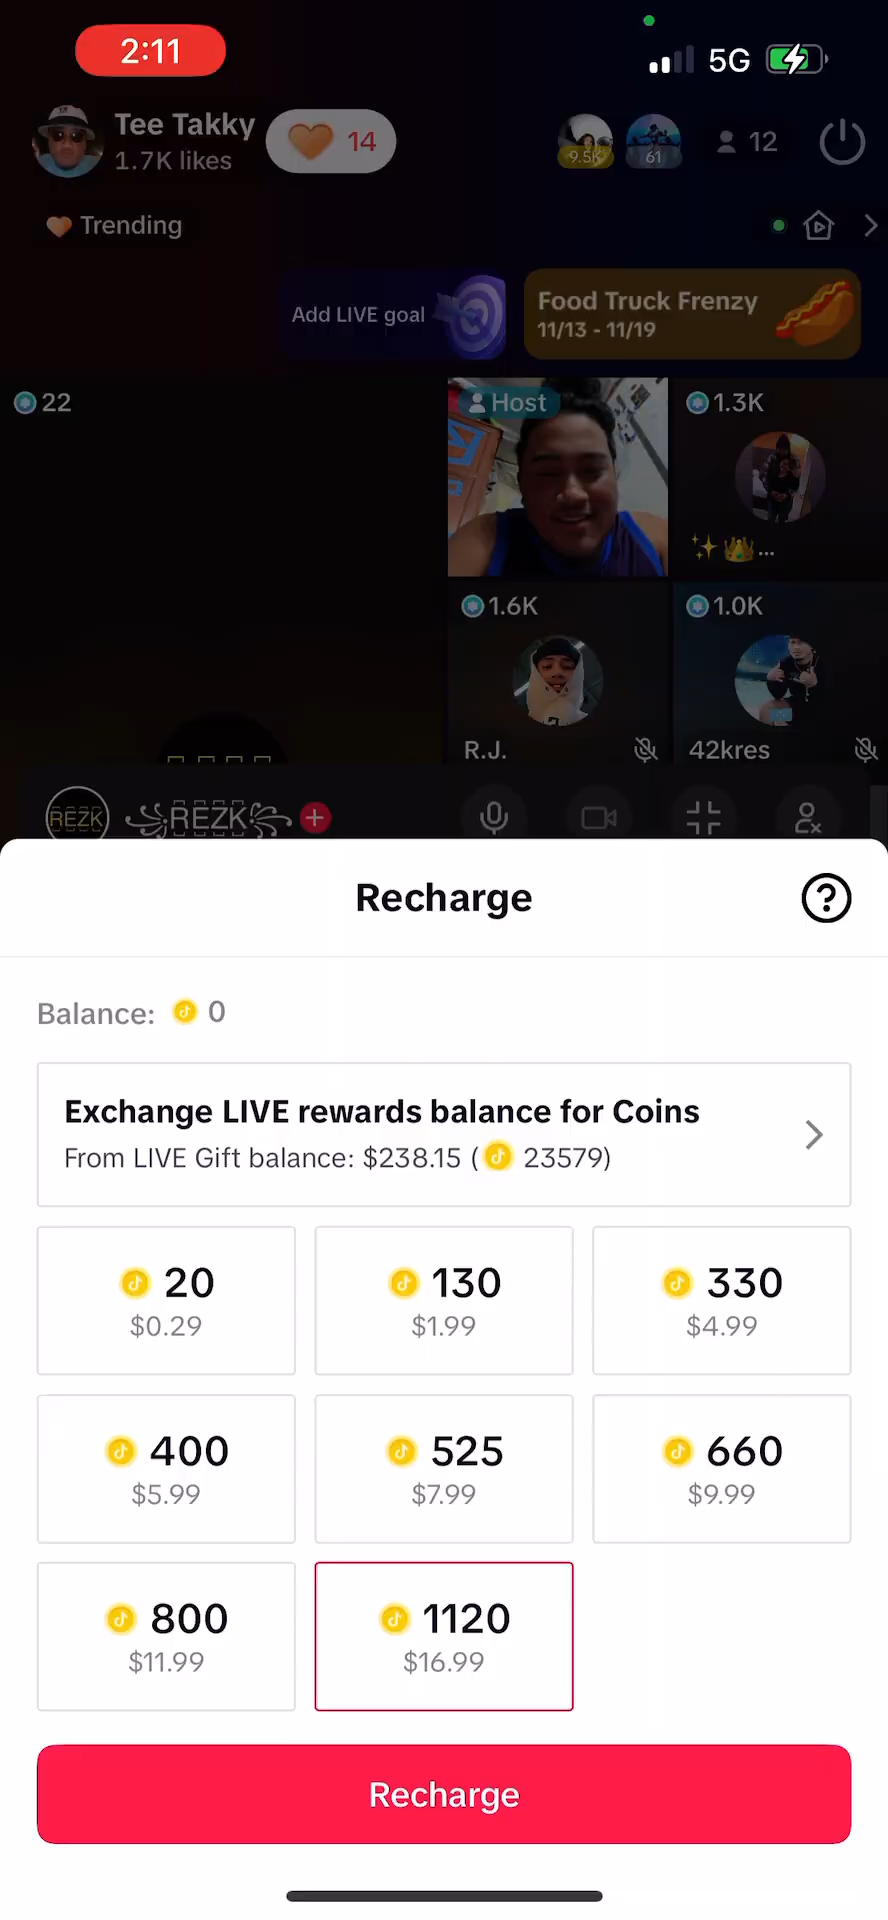 2:11
5G
Tee Takky
1.7K likes
14
9.5K
61
12
Trending
Add LIVE goal
Food Truck Frenzy
11/13 - 11/19
22
Host
1.3K
...
1.6K
1.0K
R.J.
42kres
REZK
REZK
Recharge
Balance: 0
Exchange LIVE rewards balance for Coins
From LIVE Gift balance: $238.15 ( 23579)
20
$0.29
130
$1.99
330
$4.99
400
$5.99
525
$7.99
660
$9.99
800
$11.99
1120
$16.99
Recharge